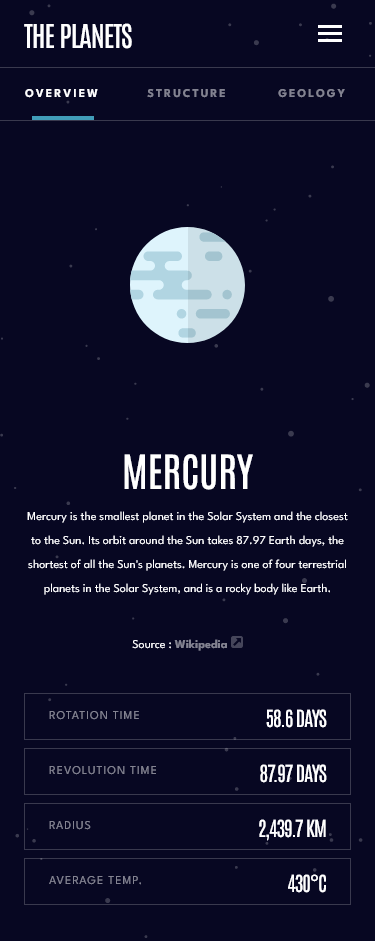 THE PLANETS
OVERVIEW STRUCTURE GEOLOGY
MERCURY
Mercury is the smallest planet in the Solar System and the closest
to the Sun. Its orbit around the Sun takes 87.97 Earth days, the
shortest of all the Sun's planets. Mercury is one of four terrestrial
planets in the Solar System, and is a rocky body like Earth.
Source : Wikipedia
ROTATION TIME 58.6 DAYS
REVOLUTION TIME 87.97 DAYS
RADIUS 2,439.7 KM
AVERAGE TEMP. 430°C